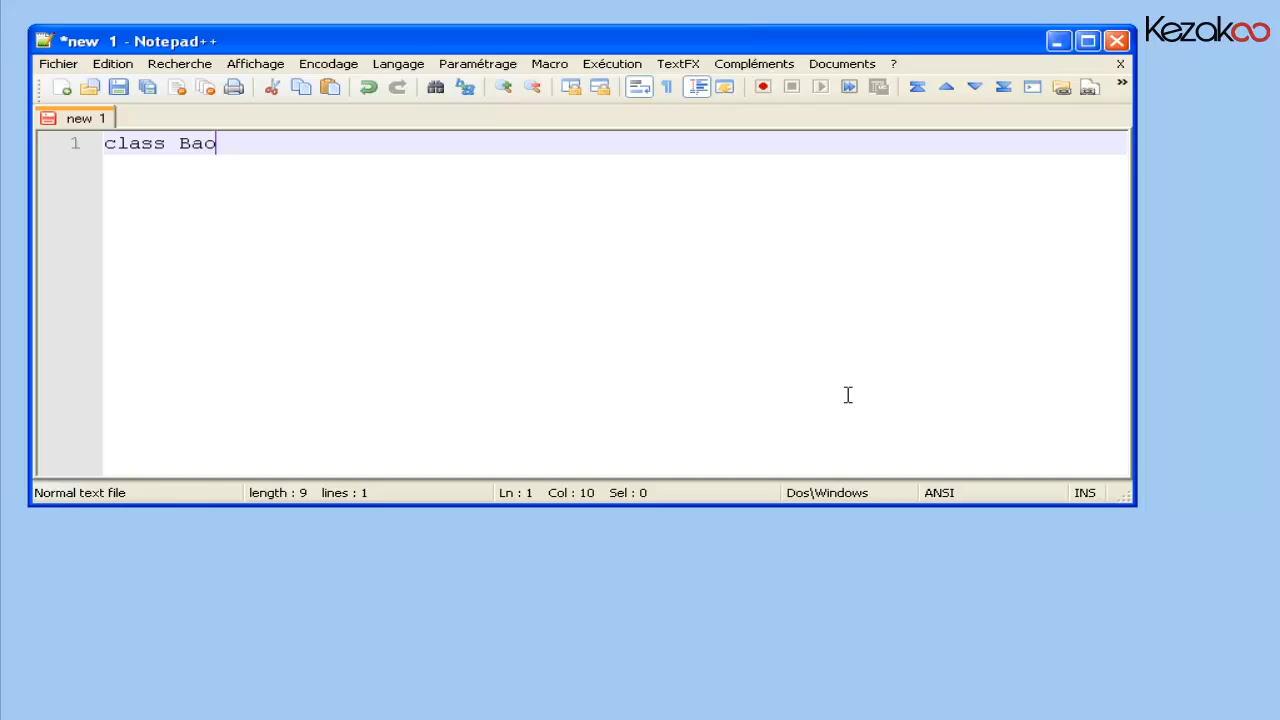 Kezakoo
*new 1 - Notepad++
Fichier Edition Recherche Affichage Encodage Langage Paramétrage Macro Exécution TextFX Compléments Documents ? X
new 1
1 class Bao
Normal text file length : 9 lines : 1 Ln : 1 Col : 10 Sel : 0 Dos\Windows ANSI INS